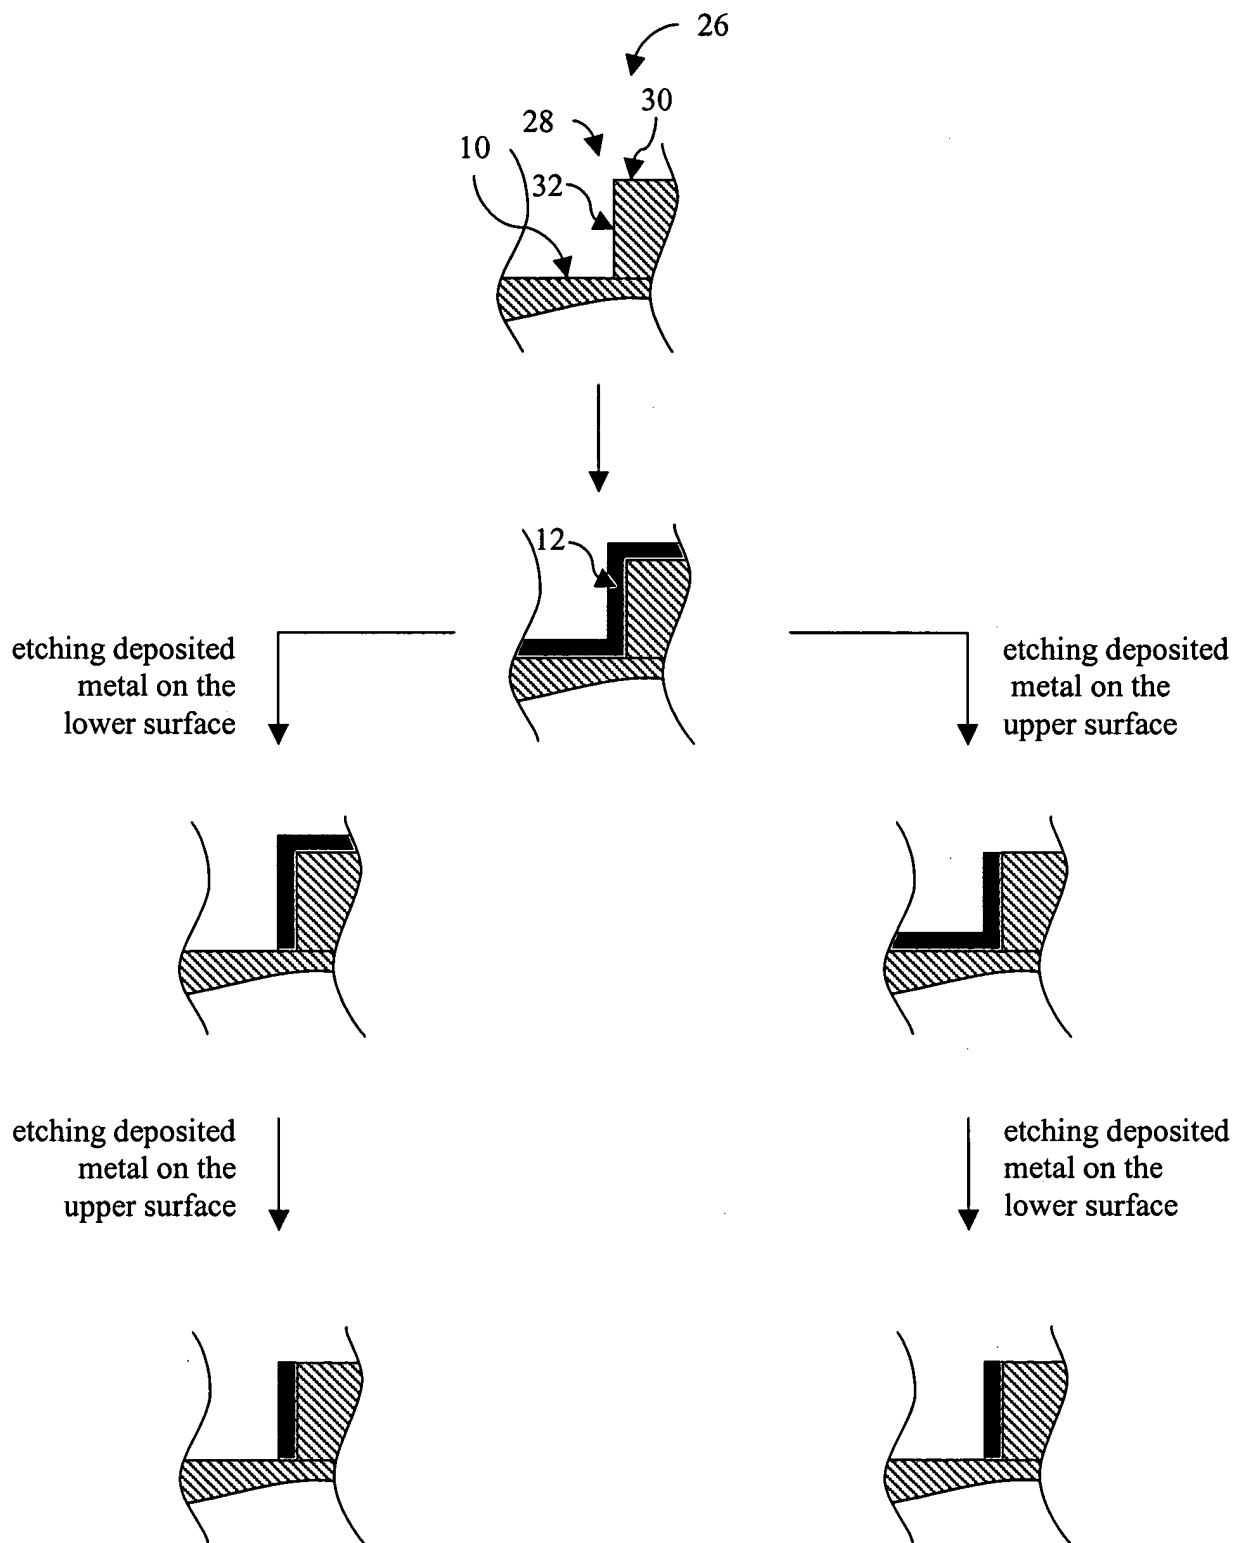 26
30
28
10
32
12
etching deposited
metal on the
lower surface
etching deposited
metal on the
upper surface
etching deposited
metal on the
upper surface
etching deposited
metal on the
lower surface